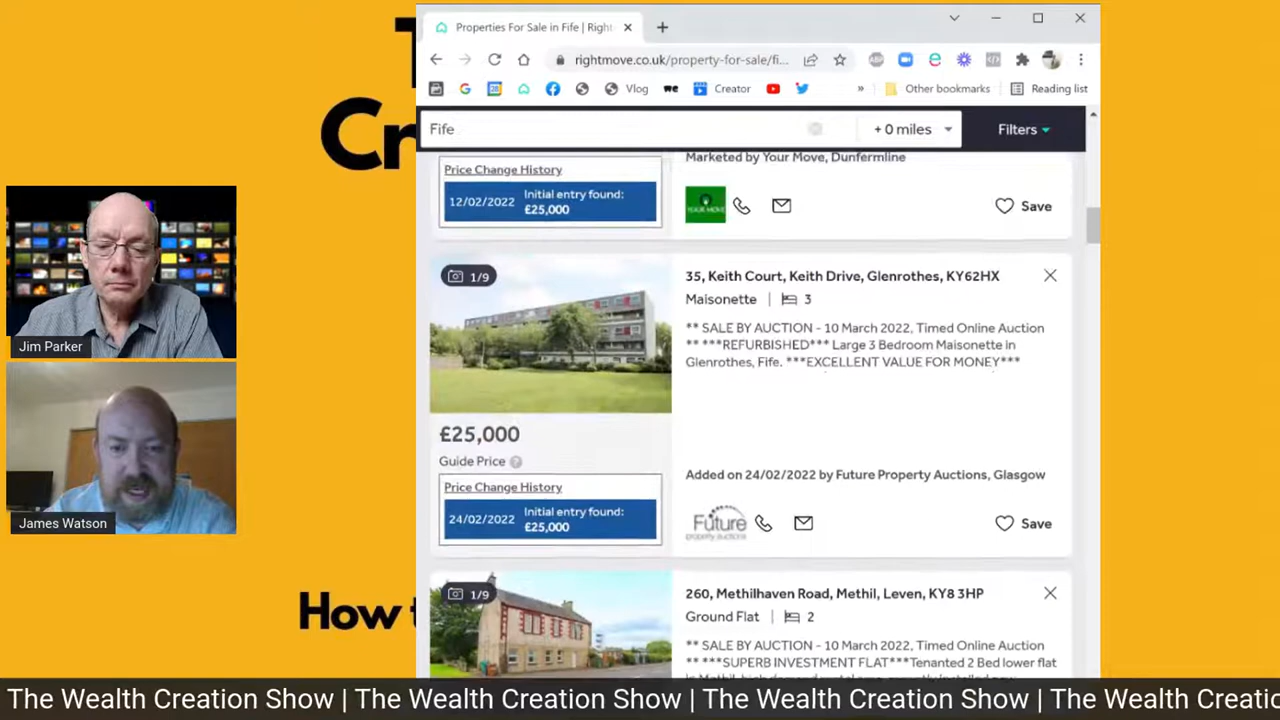 T
Cr
How t
Jim Parker
James Watson
Properties For Sale in Fife | Right
rightmove.co.uk/property-for-sale/fi...
Vlog
Creator
Other bookmarks
Reading list
Fife
+ 0 miles
Filters
Price Change History
12/02/2022
Initial entry found:
£25,000
Marketed by Your Move, Dunfermline
YOUR MOVE
Save
1/9
35, Keith Court, Keith Drive, Glenrothes, KY62HX
Maisonette | 3
** SALE BY AUCTION - 10 March 2022, Timed Online Auction
** ***REFURBISHED*** Large 3 Bedroom Maisonette in
Glenrothes, Fife. ***EXCELLENT VALUE FOR MONEY***
£25,000
Guide Price
Price Change History
24/02/2022
Initial entry found:
£25,000
Added on 24/02/2022 by Future Property Auctions, Glasgow
Future
property auctions
Save
1/9
260, Methilhaven Road, Methil, Leven, KY8 3HP
Ground Flat | 2
** SALE BY AUCTION - 10 March 2022, Timed Online Auction
** ***SUPERB INVESTMENT FLAT***Tenanted 2 Bed lower flat
The Wealth Creation Show | The Wealth Creation Show | The Wealth Creation Show | The Wealth Creatio